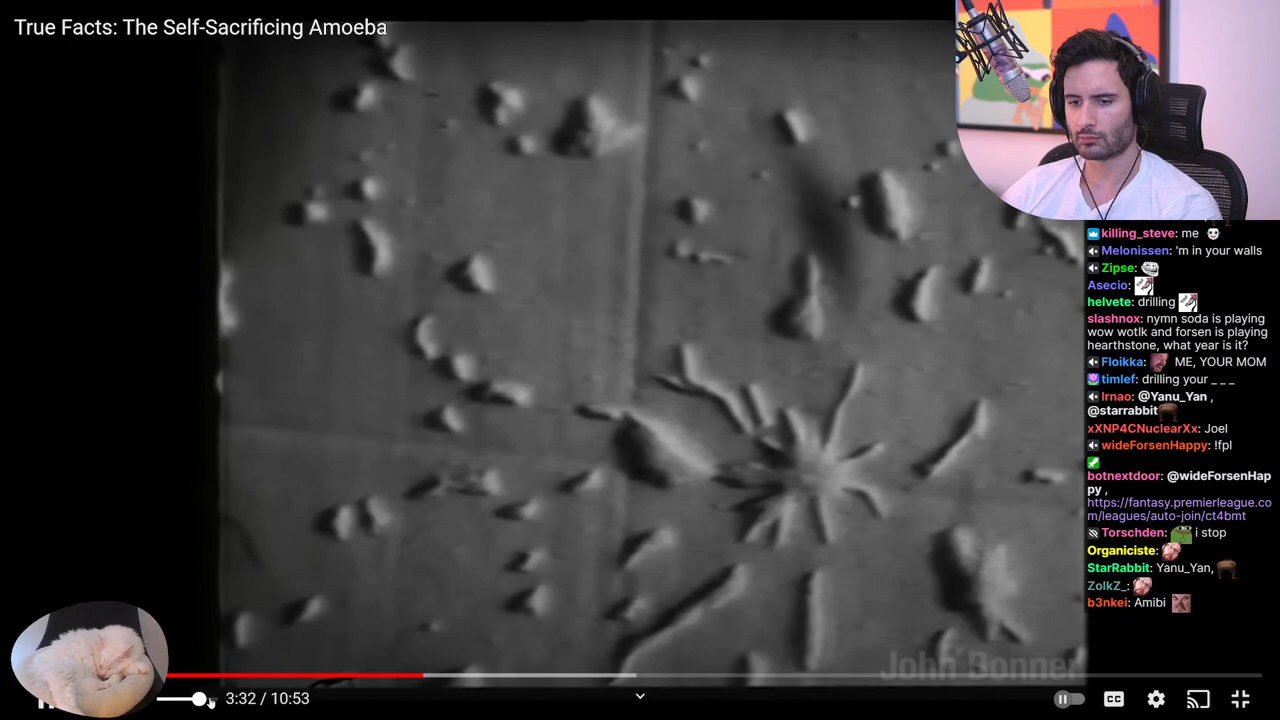 True Facts: The Self-Sacrificing Amoeba
killing_steve: me
Melonissen: 'm in your walls
Zipse:
Asecio:
helvete: drilling
slashnox: nymn soda is playing
wow wotlk and forsen is playing
hearthstone, what year is it?
Floikka: ME, YOUR MOM
timlef: drilling your _ _ _
Irnao: @Yanu_Yan ,
@starrabbit
xXNP4CNuclearXx: Joel
wideForsenHappy: !fpl
botnextdoor: @wideForsenHap
py ,
https://fantasy.premierleague.co
m/leagues/auto-join/ct4bmt
Torschden: i stop
Organiciste:
StarRabbit: Yanu_Yan,
ZolkZ_:
b3nkei: Amibi
John Bonner
3:32 / 10:53
CC